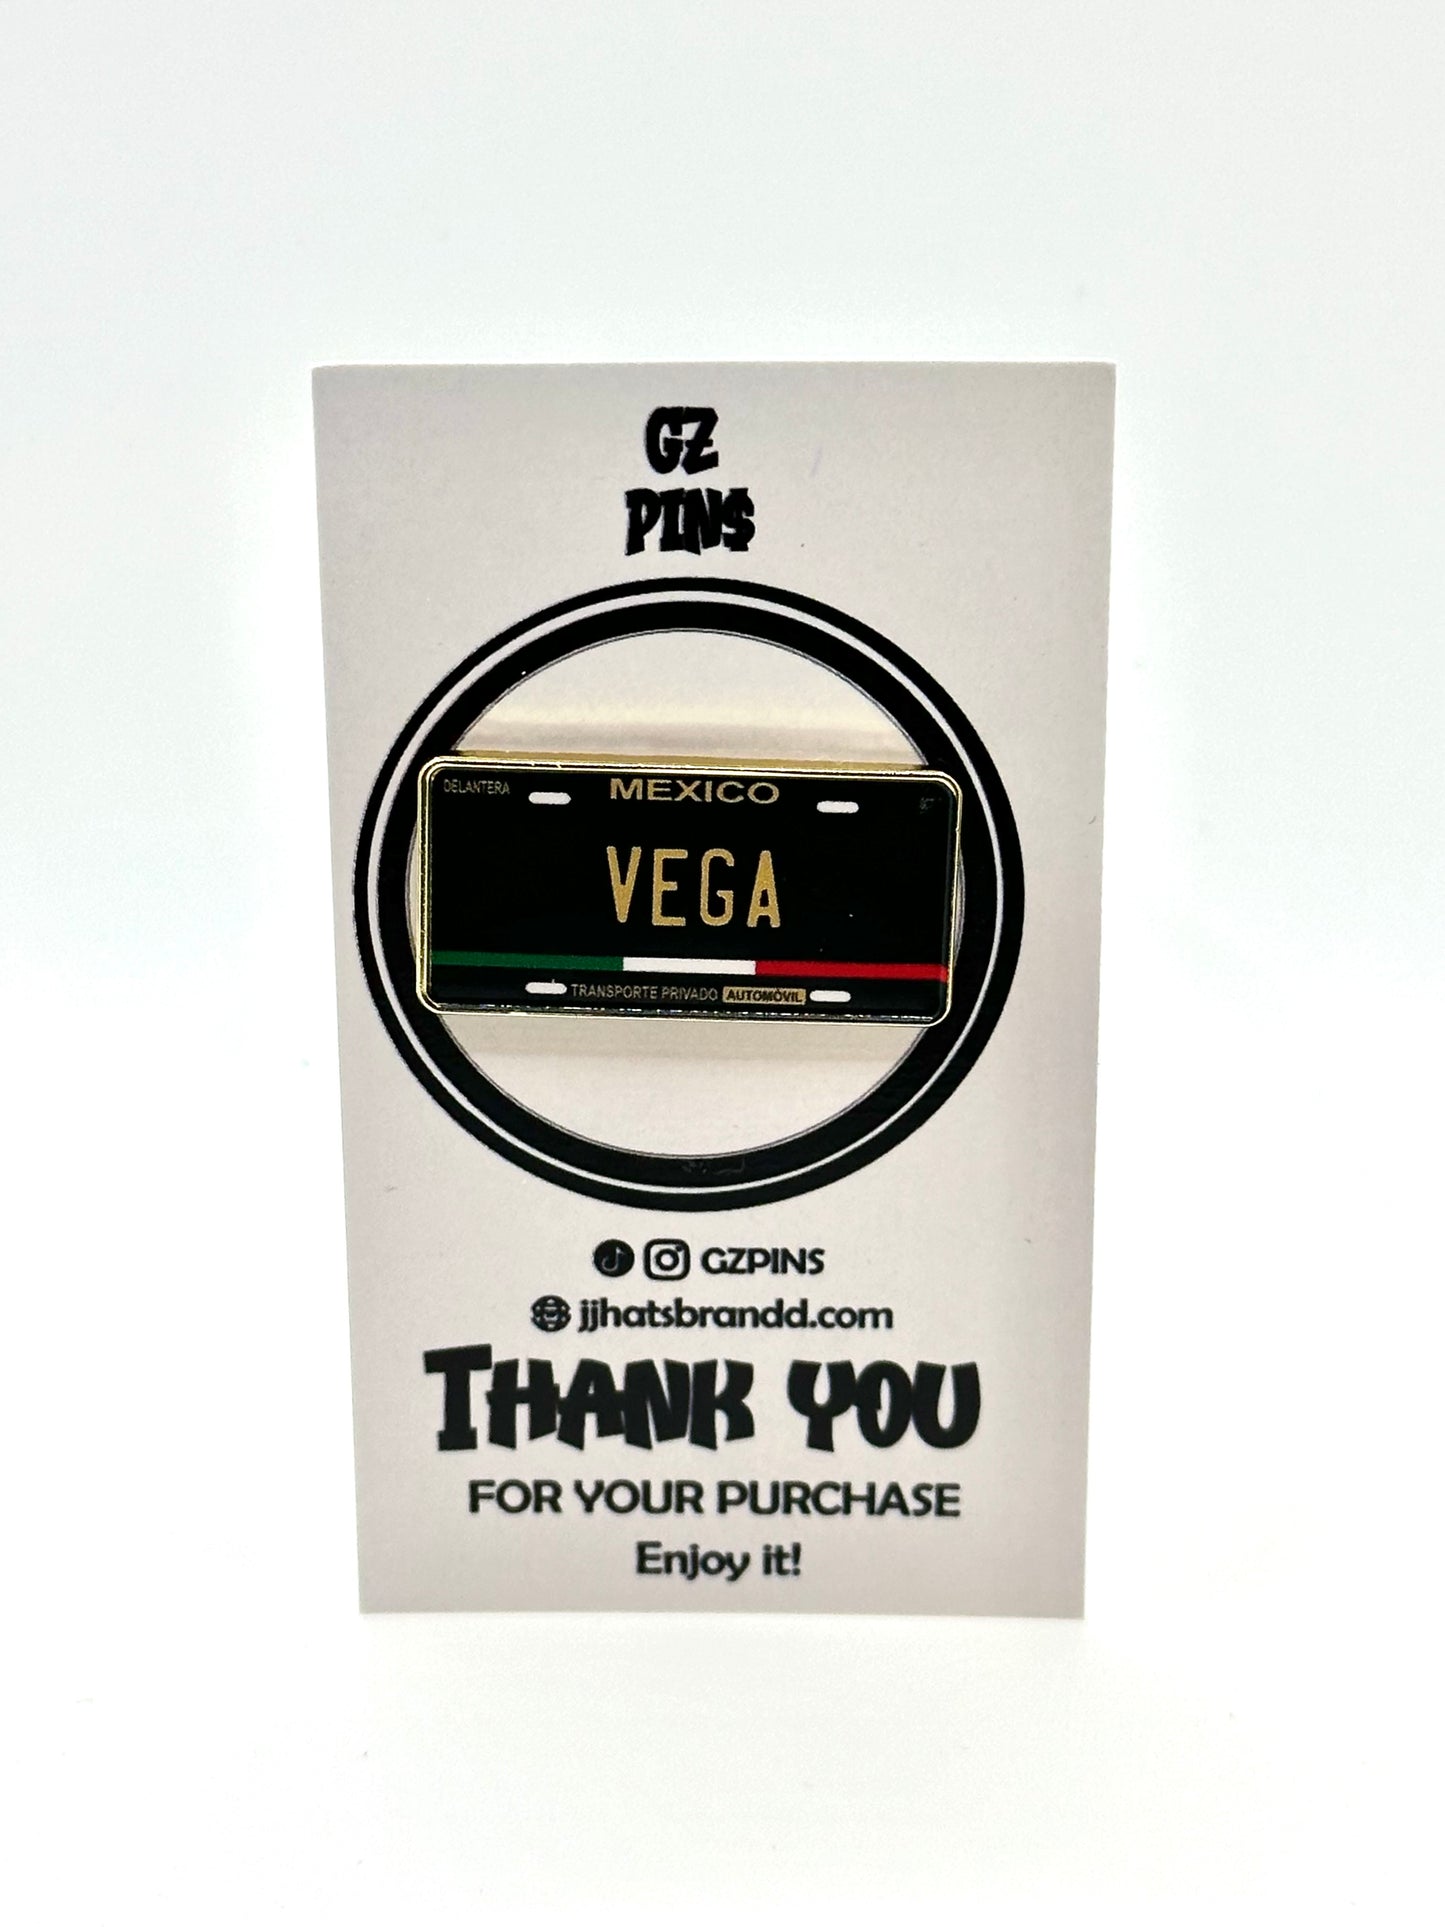 GZ
PIN$
DELANTERA
MEXICO
VEGA
TRANSPORTE PRIVADO AUTOMÓVIL
GZPINS
jjhatsbrandd.com
THANK YOU
FOR YOUR PURCHASE
Enjoy it!